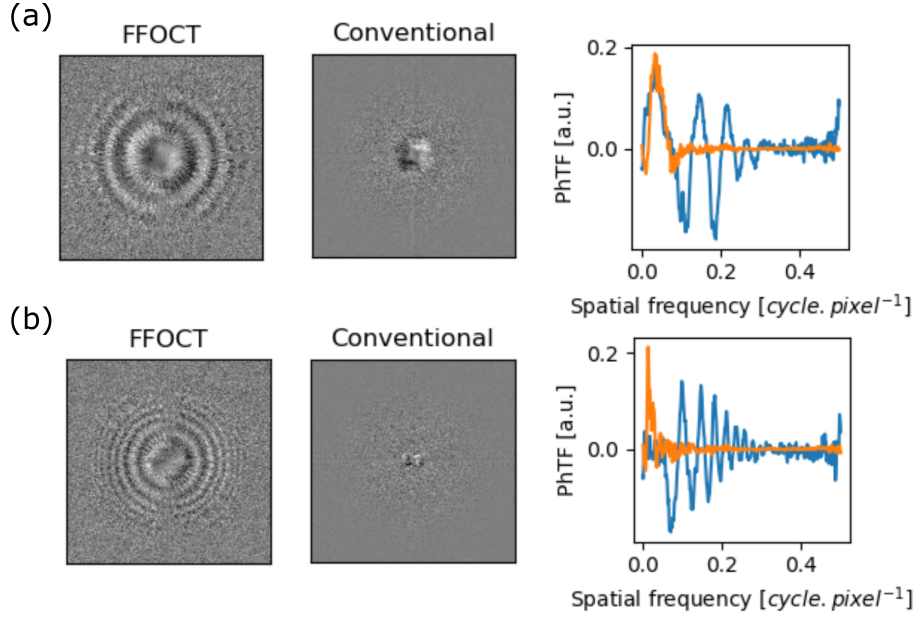 (a)
FFOCT
Conventional
PhTF [a.u.]
0.2
0.0
0.0 0.2 0.4
Spatial frequency [cycle. pixel⁻¹]
(b)
FFOCT
Conventional
PhTF [a.u.]
0.2
0.0
0.0 0.2 0.4
Spatial frequency [cycle. pixel⁻¹]